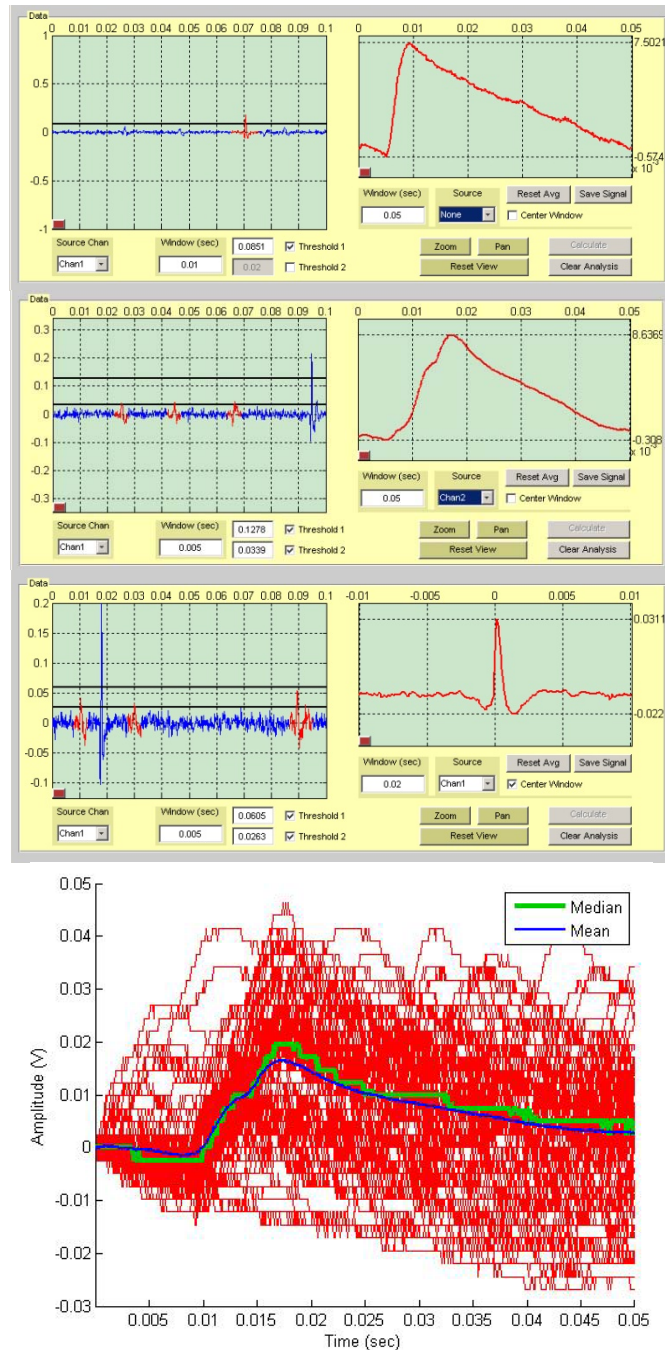 Data
0 0.01 0.02 0.03 0.04 0.05 0.06 0.07 0.08 0.09 0.1
1
0.5
0
-0.5
-1
0 0.01 0.02 0.03 0.04 0.05
7.5021
-0.574
x 10⁻³
Source Chan Window (sec) 0.0851 Threshold 1
Chan1 0.01 0.02 Threshold 2
Window (sec) Source Reset Avg Save Signal
0.05 None Center Window
Zoom Pan Calculate
Reset View Clear Analysis
Data
0 0.01 0.02 0.03 0.04 0.05 0.06 0.07 0.08 0.09 0.1
0.3
0.2
0.1
0
-0.1
-0.2
-0.3
0 0.01 0.02 0.03 0.04 0.05
8.6369
-0.308
x 10⁻³
Source Chan Window (sec) 0.1278 Threshold 1
Chan1 0.005 0.0339 Threshold 2
Window (sec) Source Reset Avg Save Signal
0.05 Chan2 Center Window
Zoom Pan Calculate
Reset View Clear Analysis
Data
0 0.01 0.02 0.03 0.04 0.05 0.06 0.07 0.08 0.09 0.1
0.2
0.15
0.1
0.05
0
-0.05
-0.1
-0.01 -0.005 0 0.005 0.01
0.0311
-0.022
Source Chan Window (sec) 0.0605 Threshold 1
Chan1 0.005 0.0263 Threshold 2
Window (sec) Source Reset Avg Save Signal
0.02 Chan1 Center Window
Zoom Pan Calculate
Reset View Clear Analysis
Median
Mean
0.05
0.04
0.03
0.02
0.01
0
-0.01
-0.02
-0.03
Amplitude (V)
0.005 0.01 0.015 0.02 0.025 0.03 0.035 0.04 0.045 0.05
Time (sec)